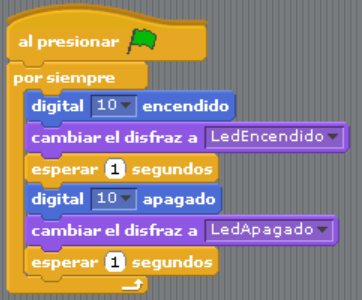 al presionar
por siempre
digital 10 encendido
cambiar el disfraz a LedEncendido
esperar 1 segundos
digital 10 apagado
cambiar el disfraz a LedApagado
esperar 1 segundos